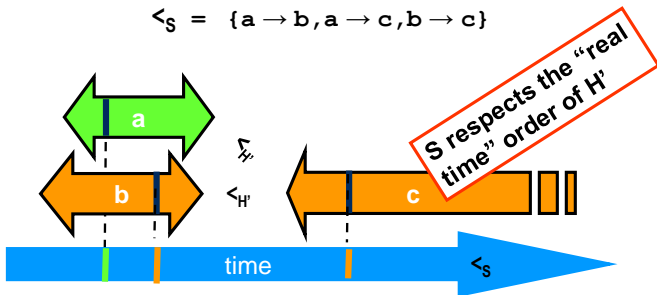 <S = {a → b,a → c,b → c}
S respects the “real
time” order of H’
a
<H'
b
<H'
c
time
<S